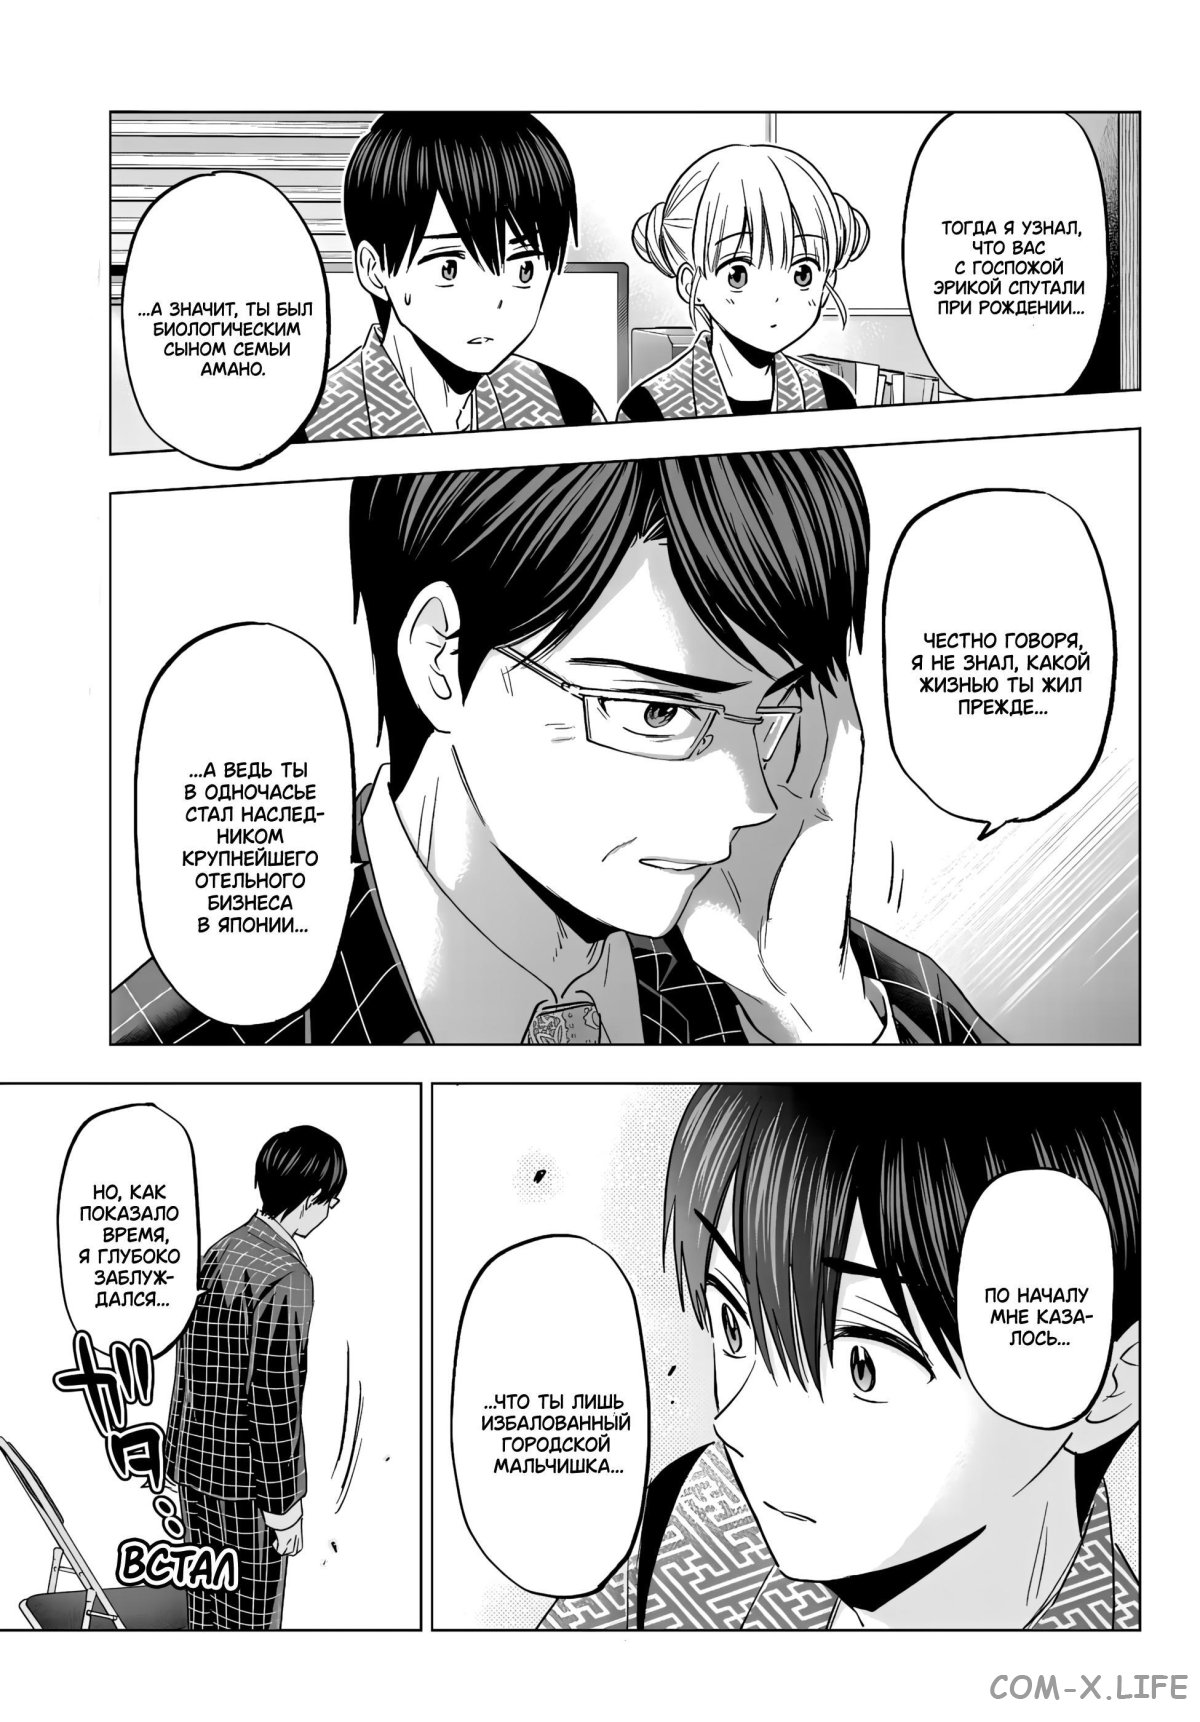 ТОГДА Я УЗНАЛ,
ЧТО ВАС
С ГОСПОЖОЙ
ЭРИКОЙ СПУТАЛИ
ПРИ РОЖДЕНИИ...
...А ЗНАЧИТ, ТЫ БЫЛ
БИОЛОГИЧЕСКИМ
СЫНОМ СЕМЬИ
АМАНО.
ЧЕСТНО ГОВОРЯ,
Я НЕ ЗНАЛ, КАКОЙ
ЖИЗНЬЮ ТЫ ЖИЛ
ПРЕЖДЕ...
...А ВЕДЬ ТЫ
В ОДНОЧАСЬЕ
СТАЛ НАСЛЕД-
НИКОМ
КРУПНЕЙШЕГО
ОТЕЛЬНОГО
БИЗНЕСА
В ЯПОНИИ...
ПО НАЧАЛУ
МНЕ КАЗА-
ЛОСЬ...
...ЧТО ТЫ ЛИШЬ
ИЗБАЛОВАННЫЙ
ГОРОДСКОЙ
МАЛЬЧИШКА...
НО, КАК
ПОКАЗАЛО
ВРЕМЯ,
Я ГЛУБОКО
ЗАБЛУЖ-
ДАЛСЯ...
ガタ...
ВСТАЛ
COM-X.LIFE